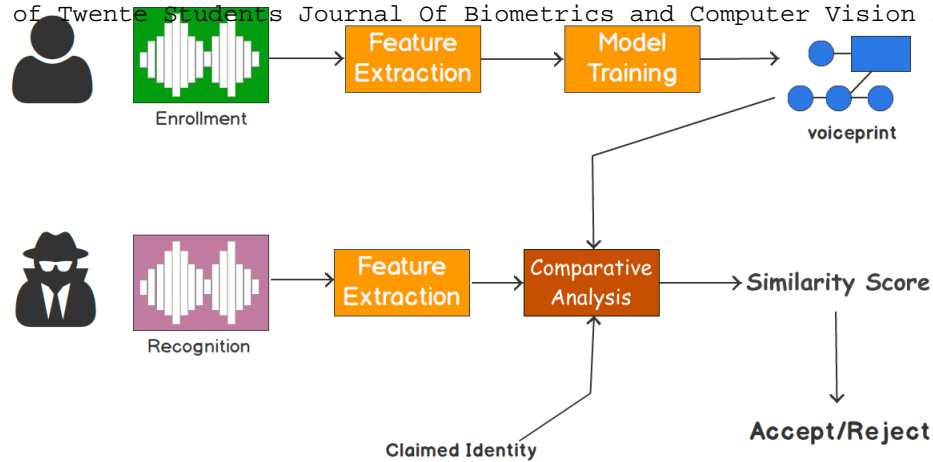 of Twente Students Journal Of Biometrics and Computer Vision
Feature
Extraction
Model
Training
Enrollment
voiceprint
Feature
Extraction
Comparative
Analysis
Similarity Score
Recognition
Claimed Identity
Accept/Reject